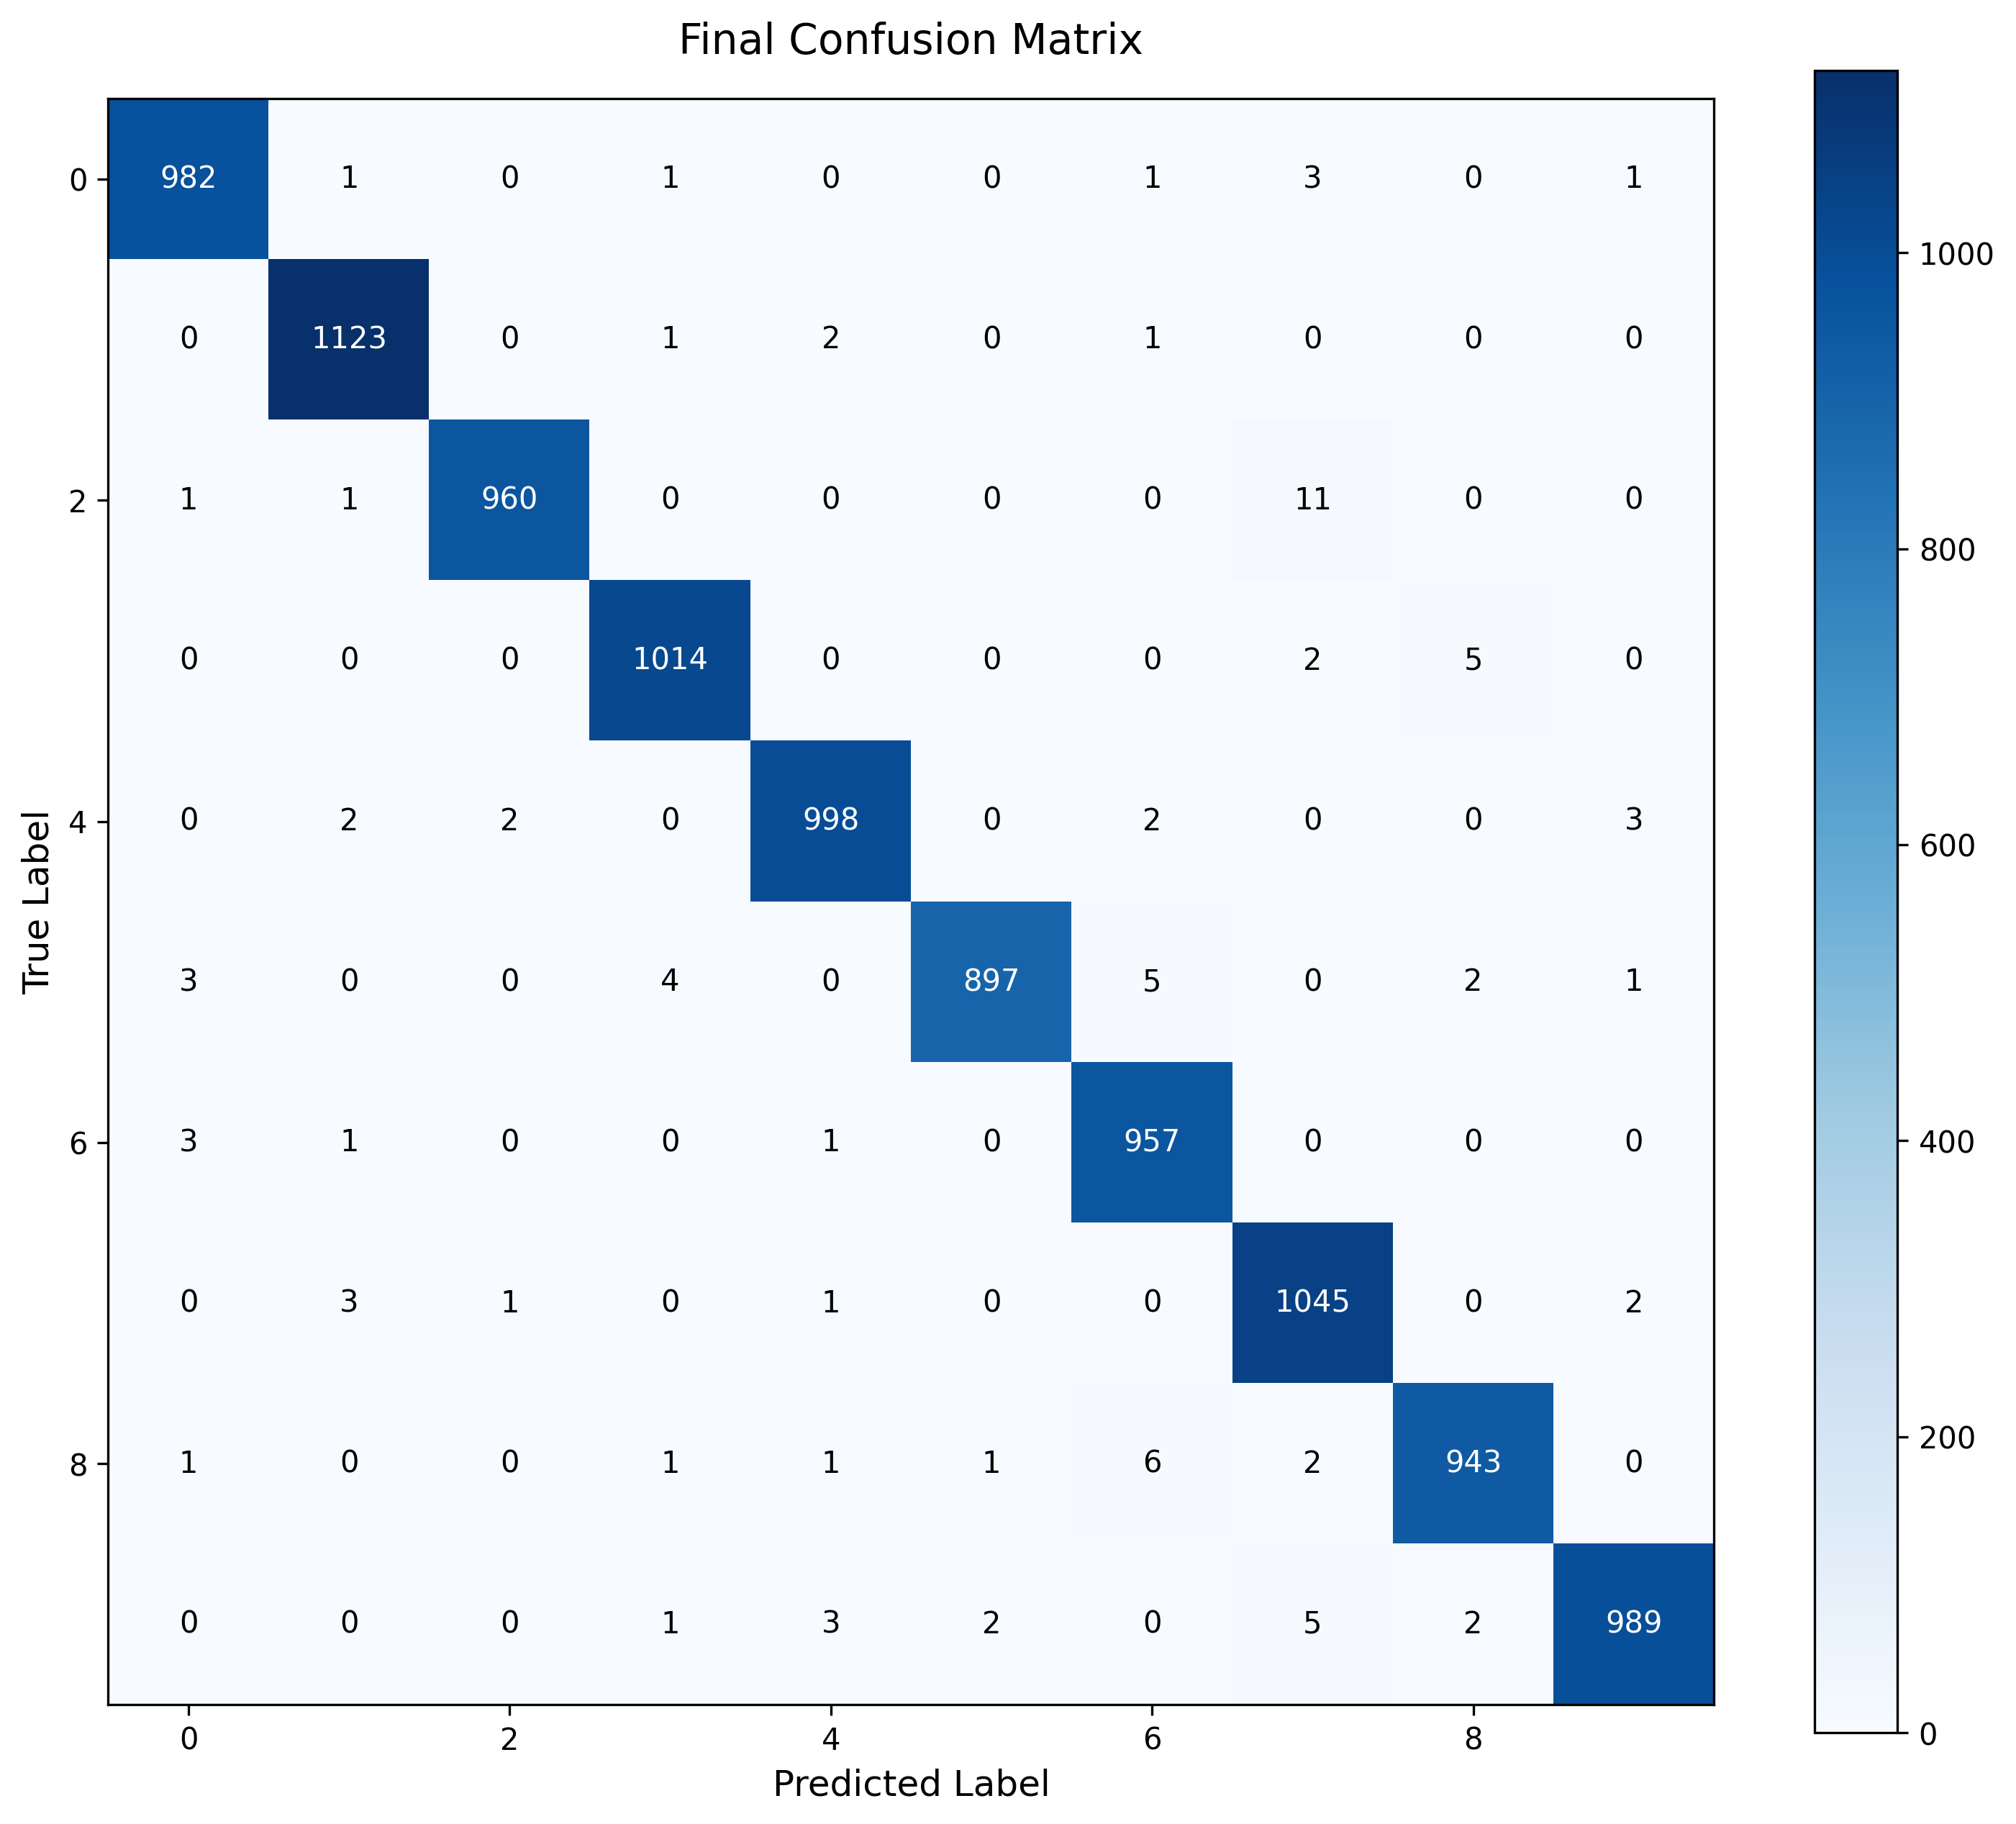 Final Confusion Matrix
0 982 1 0 1 0 0 1 3 0 1
0 1123 0 1 2 0 1 0 0 0
2 1 1 960 0 0 0 0 11 0 0
0 0 0 1014 0 0 0 2 5 0
4 0 2 2 0 998 0 2 0 0 3
3 0 0 4 0 897 5 0 2 1
6 3 1 0 0 1 0 957 0 0 0
0 3 1 0 1 0 0 1045 0 2
8 1 0 0 1 1 1 6 2 943 0
0 0 0 1 3 2 0 5 2 989
0 2 4 6 8
Predicted Label
True Label
1000
800
600
400
200
0